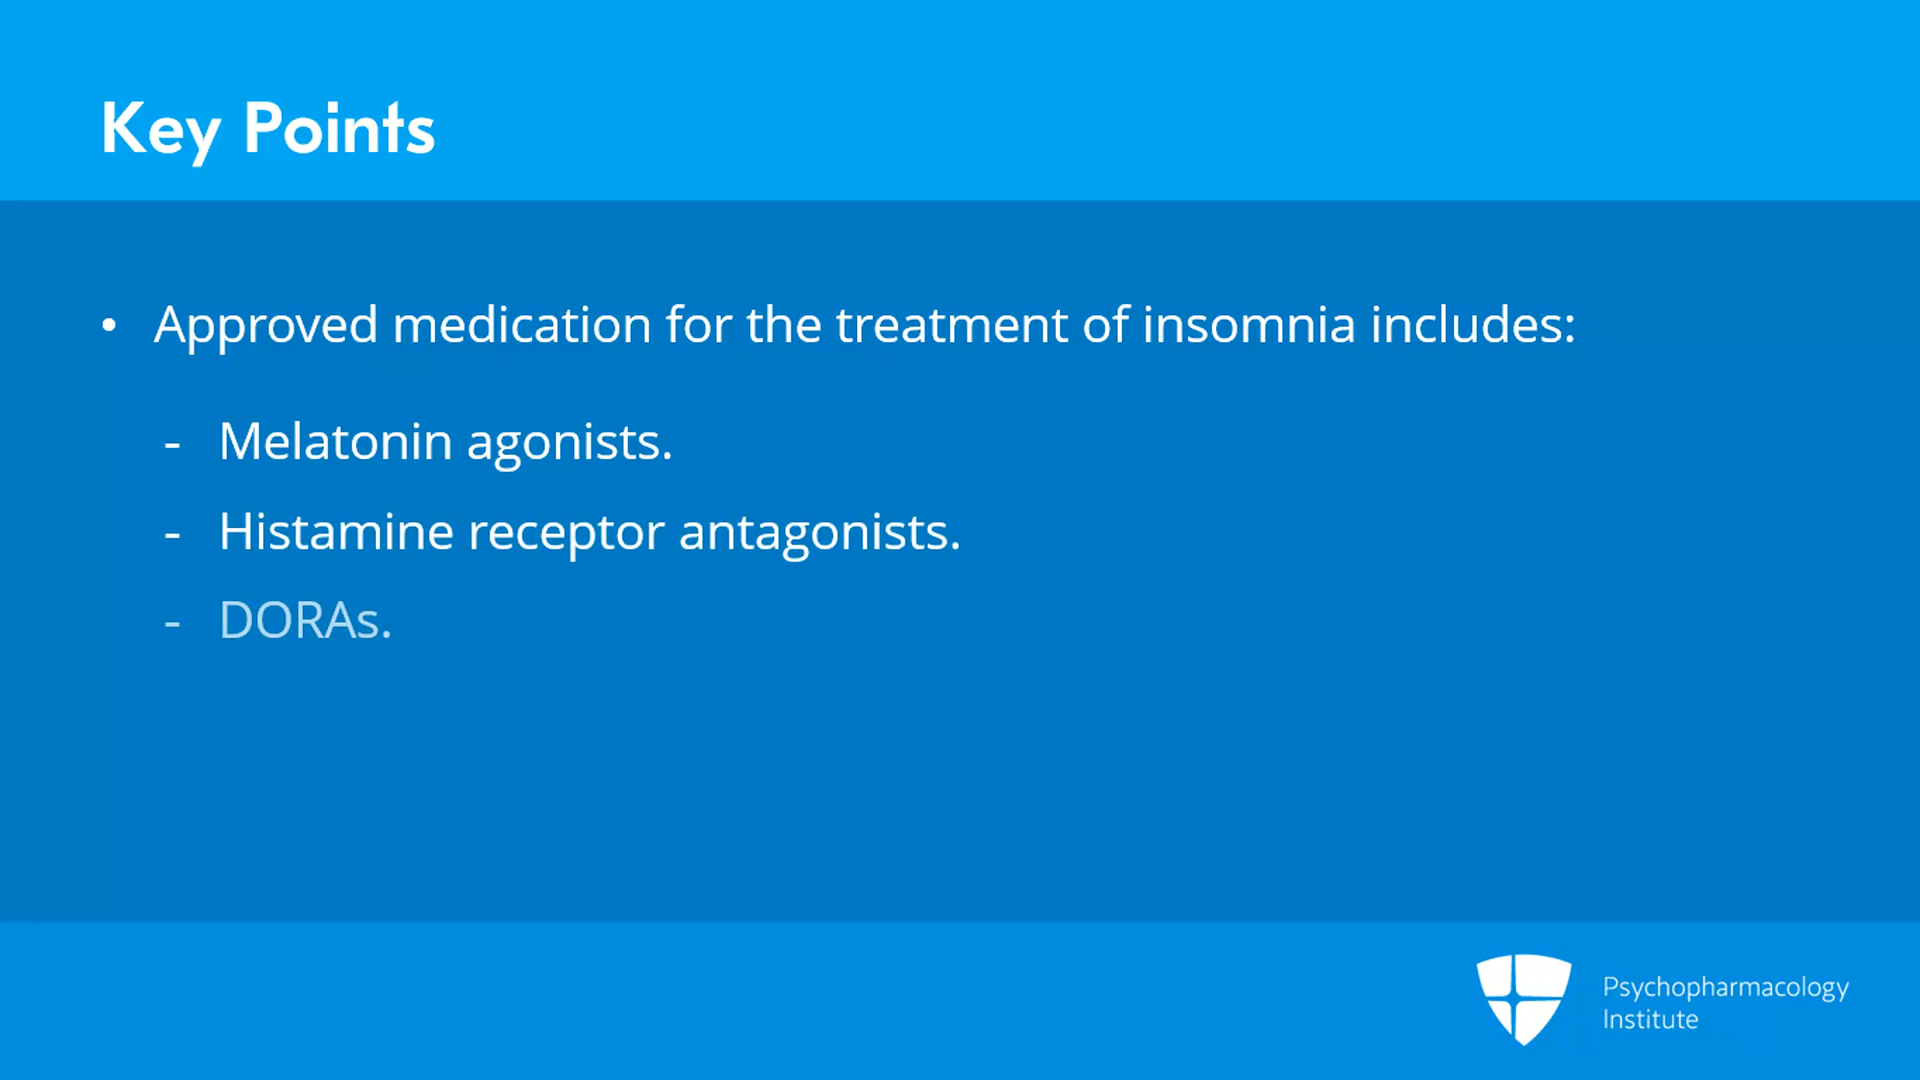 Key Points
• Approved medication for the treatment of insomnia includes:
- Melatonin agonists.
- Histamine receptor antagonists.
- DORAs.
Psychopharmacology
Institute